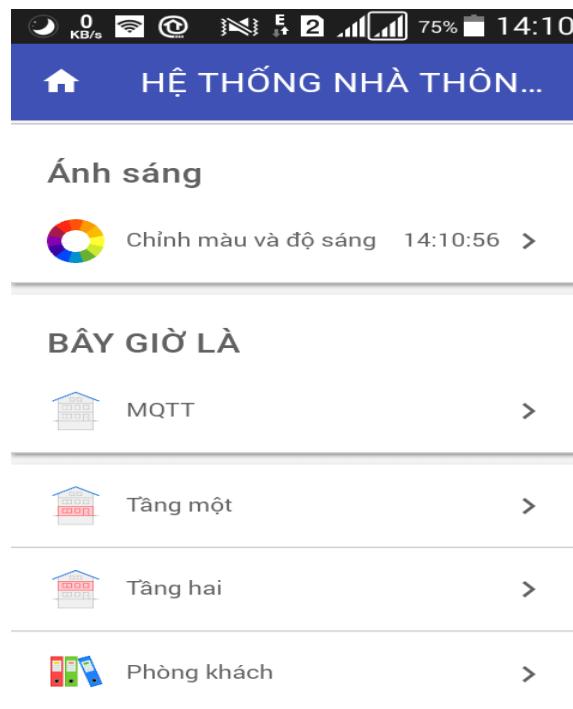 0 KB/s E 2 75% 14:10
HỆ THỐNG NHÀ THÔN...
Ánh sáng
Chỉnh màu và độ sáng 14:10:56
BÂY GIỜ LÀ
MQTT
Tầng một
Tầng hai
Phòng khách